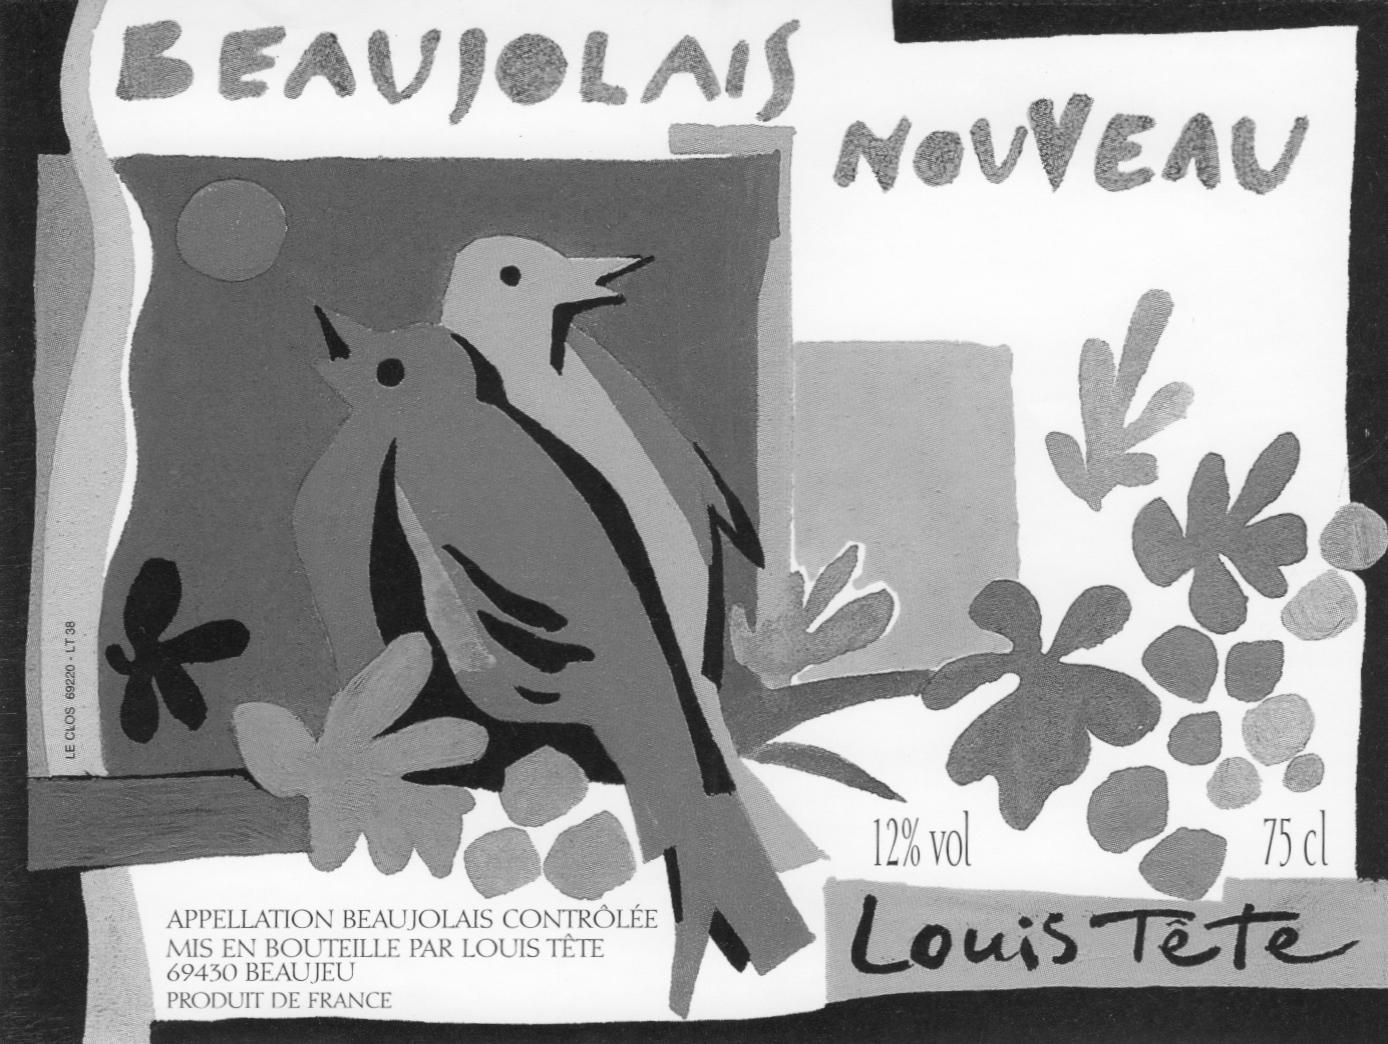 BEAUJOLAIS
NOUVEAU
LE CLOS 69220 - LT 38
12% vol
75 cl
Louis Tête
APPELLATION BEAUJOLAIS CONTRÔLÉE
MIS EN BOUTEILLE PAR LOUIS TÊTE
69430 BEAUJEU
PRODUIT DE FRANCE